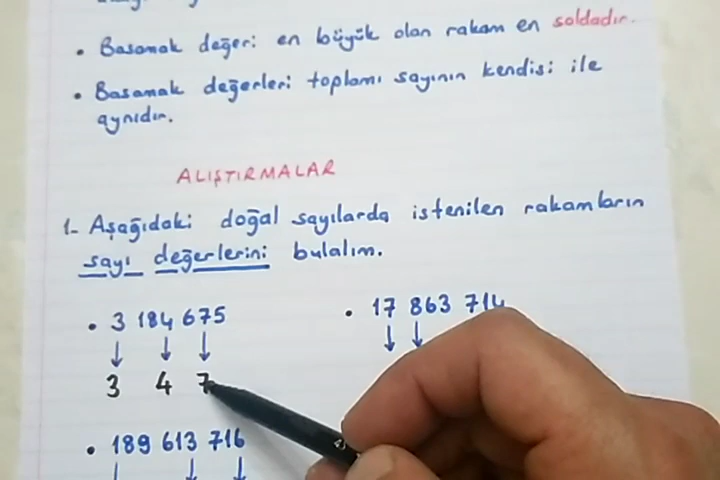 • Basamak değeri en büyük olan rakam en soldadır.
• Basamak değerleri toplamı sayının kendisi ile
aynıdır.
ALIŞTIRMALAR
1- Aşağıdaki doğal sayılarda istenilen rakamların
sayı değerlerini bulalım.
• 3 184 675
↓ ↓ ↓
3 4 7
• 17 863 714
↓ ↓
• 189 613 716
↓ ↓ ↓